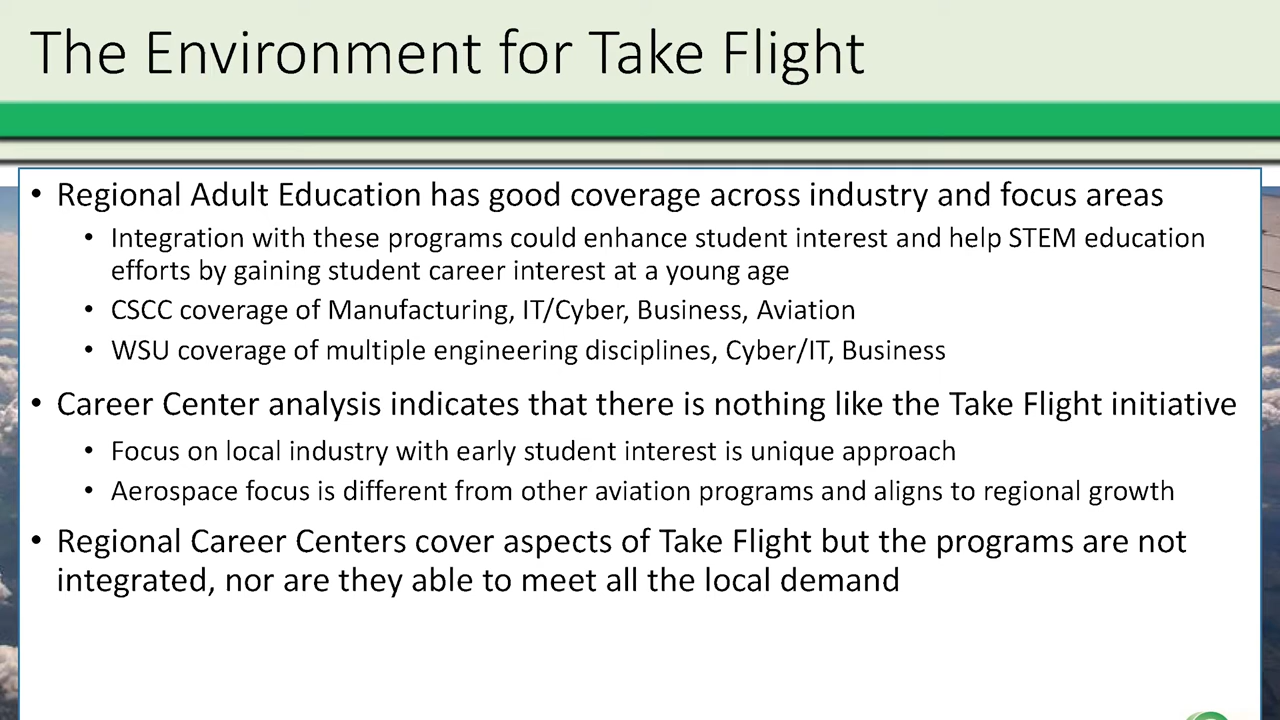 The Environment for Take Flight
• Regional Adult Education has good coverage across industry and focus areas
• Integration with these programs could enhance student interest and help STEM education
efforts by gaining student career interest at a young age
• CSCC coverage of Manufacturing, IT/Cyber, Business, Aviation
• WSU coverage of multiple engineering disciplines, Cyber/IT, Business
• Career Center analysis indicates that there is nothing like the Take Flight initiative
• Focus on local industry with early student interest is unique approach
• Aerospace focus is different from other aviation programs and aligns to regional growth
• Regional Career Centers cover aspects of Take Flight but the programs are not
integrated, nor are they able to meet all the local demand